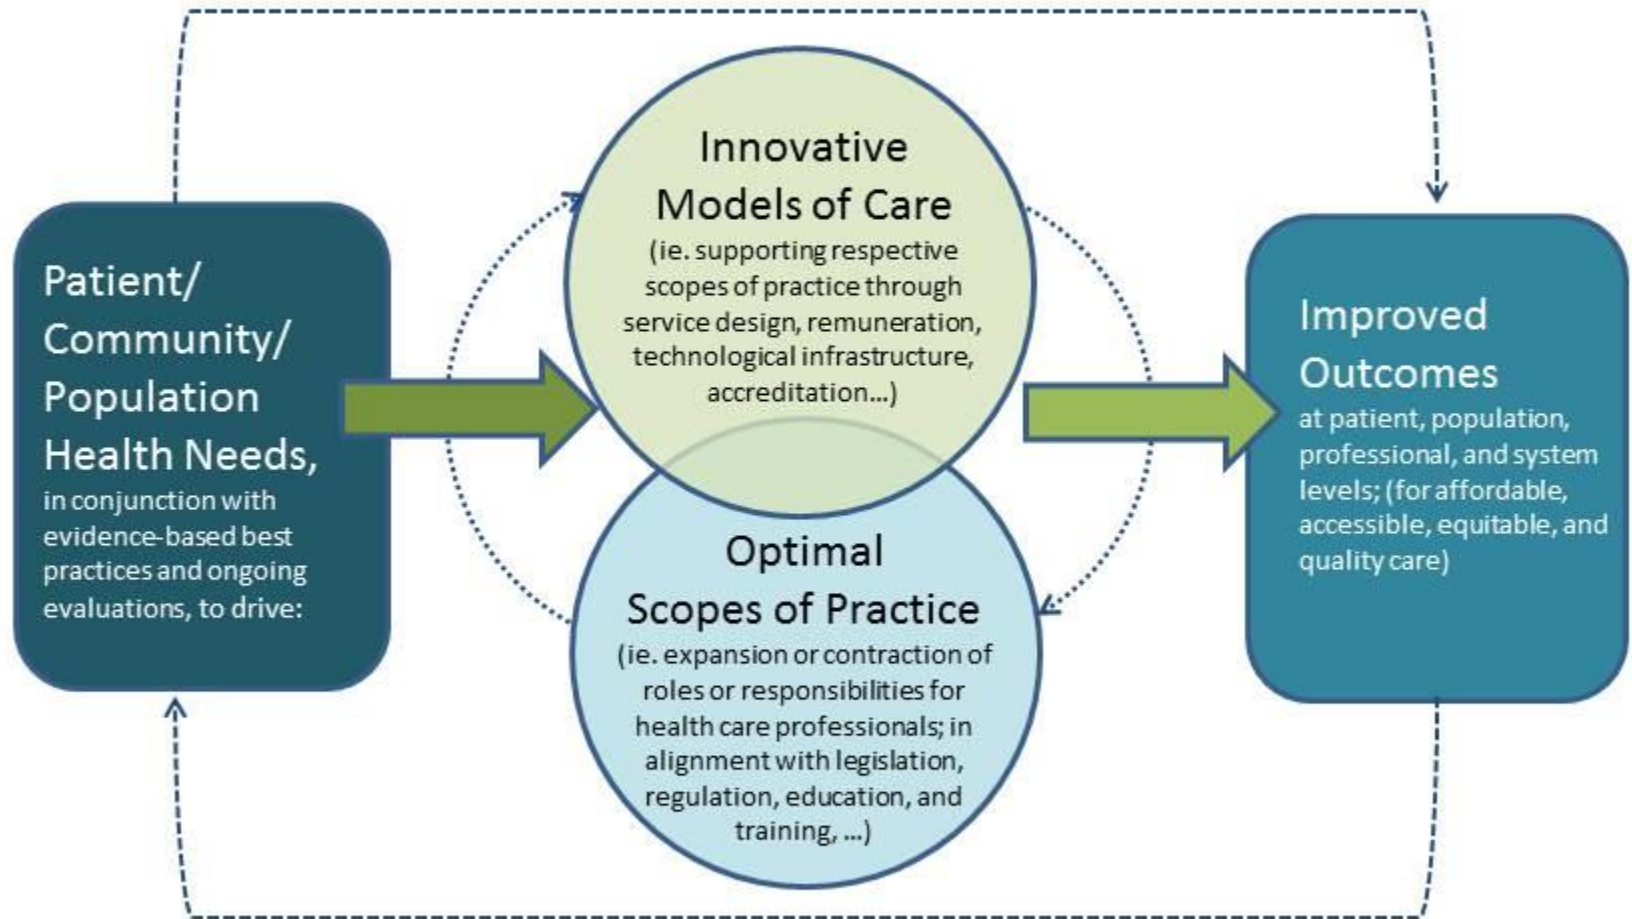 Patient/
Community/
Population
Health Needs,
in conjunction with
evidence-based best
practices and ongoing
evaluations, to drive:
Innovative
Models of Care
(ie. supporting respective
scopes of practice through
service design, remuneration,
technological infrastructure,
accreditation...)
Optimal
Scopes of Practice
(ie. expansion or contraction of
roles or responsibilities for
health care professionals; in
alignment with legislation,
regulation, education, and
training, ...)
Improved
Outcomes
at patient, population,
professional, and system
levels; (for affordable,
accessible, equitable, and
quality care)